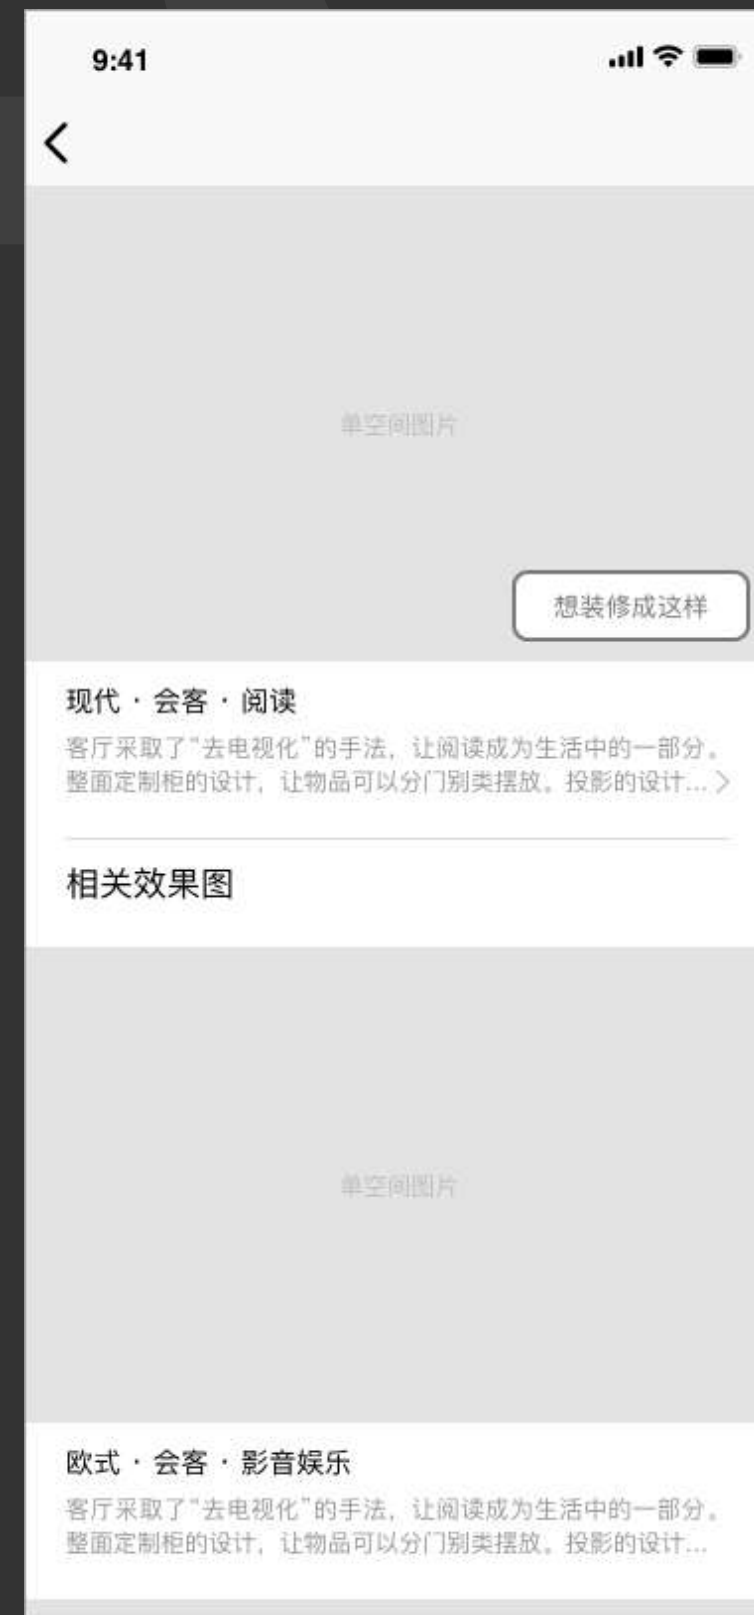 9:41
单空间图片
想装修成这样
现代 · 会客 · 阅读
客厅采取了“去电视化”的手法，让阅读成为生活中的一部分。
整面定制柜的设计，让物品可以分门别类摆放。投影的设计...
相关效果图
单空间图片
欧式 · 会客 · 影音娱乐
客厅采取了“去电视化”的手法，让阅读成为生活中的一部分。
整面定制柜的设计，让物品可以分门别类摆放。投影的设计...